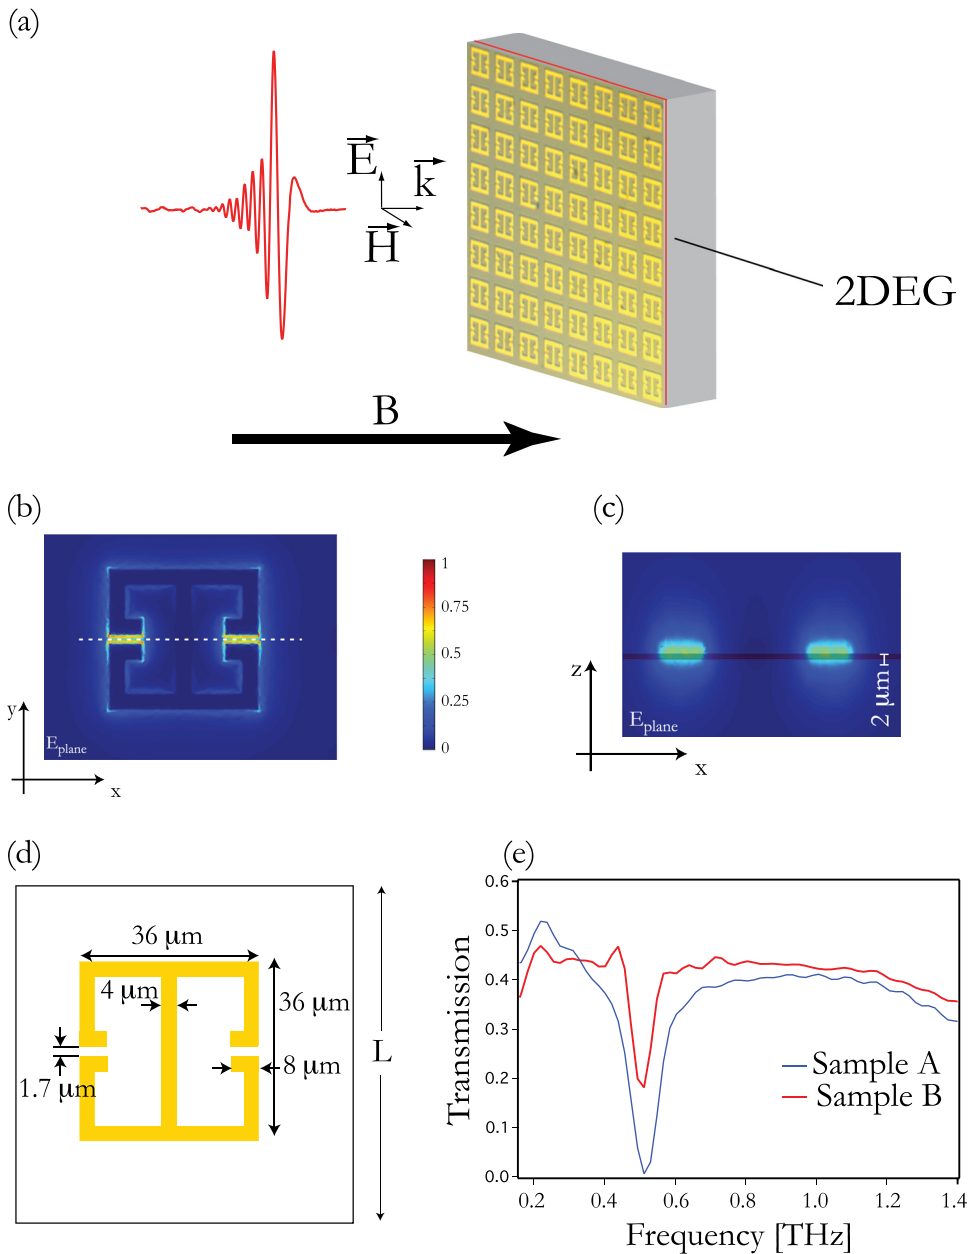 (a)
E
k
H
2DEG
B
(b)
1
0.75
0.5
0.25
0
y
E plane
x
(c)
z
2 μm
E plane
x
(d)
36 μm
4 μm
36 μm
L
8 μm
1.7 μm
(e)
0.6
0.5
0.4
0.3
0.2
0.1
0.0
Transmission
Sample A
Sample B
0.2 0.4 0.6 0.8 1.0 1.2 1.4
Frequency [THz]